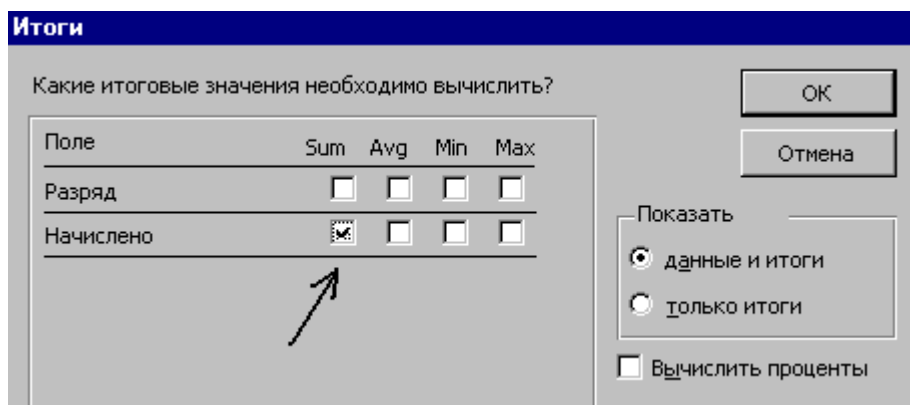 Итоги
Какие итоговые значения необходимо вычислить?
OK
Отмена
Поле Sum Avg Min Max
Разряд
Начислено
Показать
данные и итоги
только итоги
Вычислить проценты